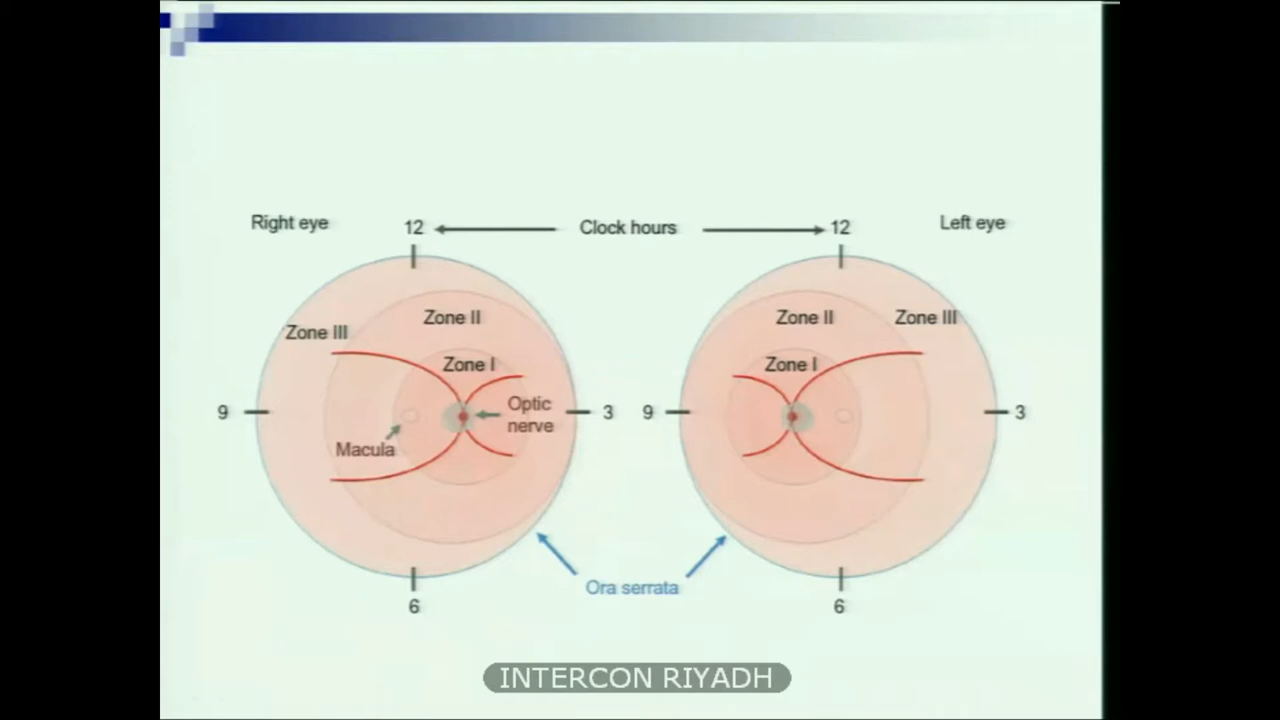 Right eye
12
Clock hours
12
Left eye
Zone III
Zone II
Zone I
9
3
Optic
nerve
Macula
6
Zone II
Zone III
Zone I
9
3
6
Ora serrata
INTERCON RIYADH